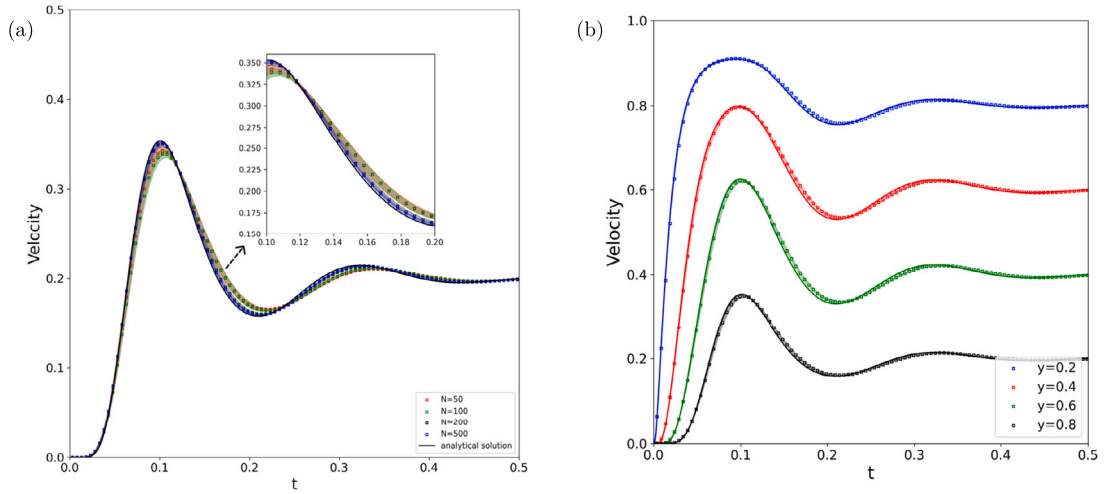 (a)
0.5
0.4
0.3
0.2
0.1
0.0
Velccity
0.0 0.1 0.2 0.3 0.4 0.5
t
0.350
0.325
0.300
0.275
0.250
0.225
0.200
0.175
0.150
0.10 0.12 0.14 0.16 0.18 0.20
N=50
N=100
N=200
N=500
analytical solution
(b)
1.0
0.8
0.6
0.4
0.2
0.0
Velocity
0.0 0.1 0.2 0.3 0.4 0.5
t
y=0.2
y=0.4
y=0.6
y=0.8